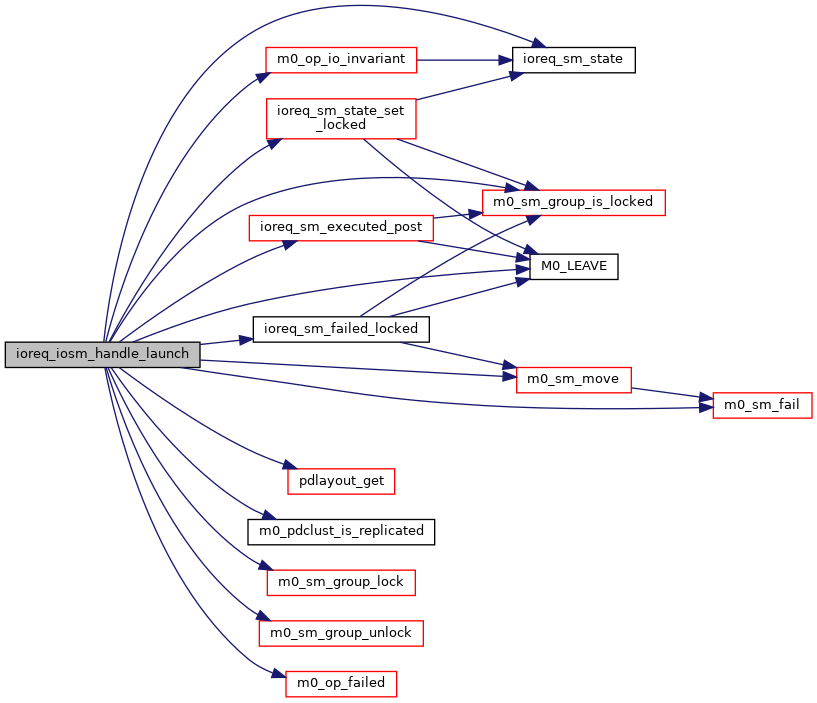 ioreq_sm_state
m0_op_io_invariant
ioreq_sm_state_set
_locked
m0_sm_group_is_locked
ioreq_sm_executed_post
M0_LEAVE
ioreq_sm_failed_locked
ioreq_iosm_handle_launch
m0_sm_move
m0_sm_fail
pdlayout_get
m0_pdclust_is_replicated
m0_sm_group_lock
m0_sm_group_unlock
m0_op_failed